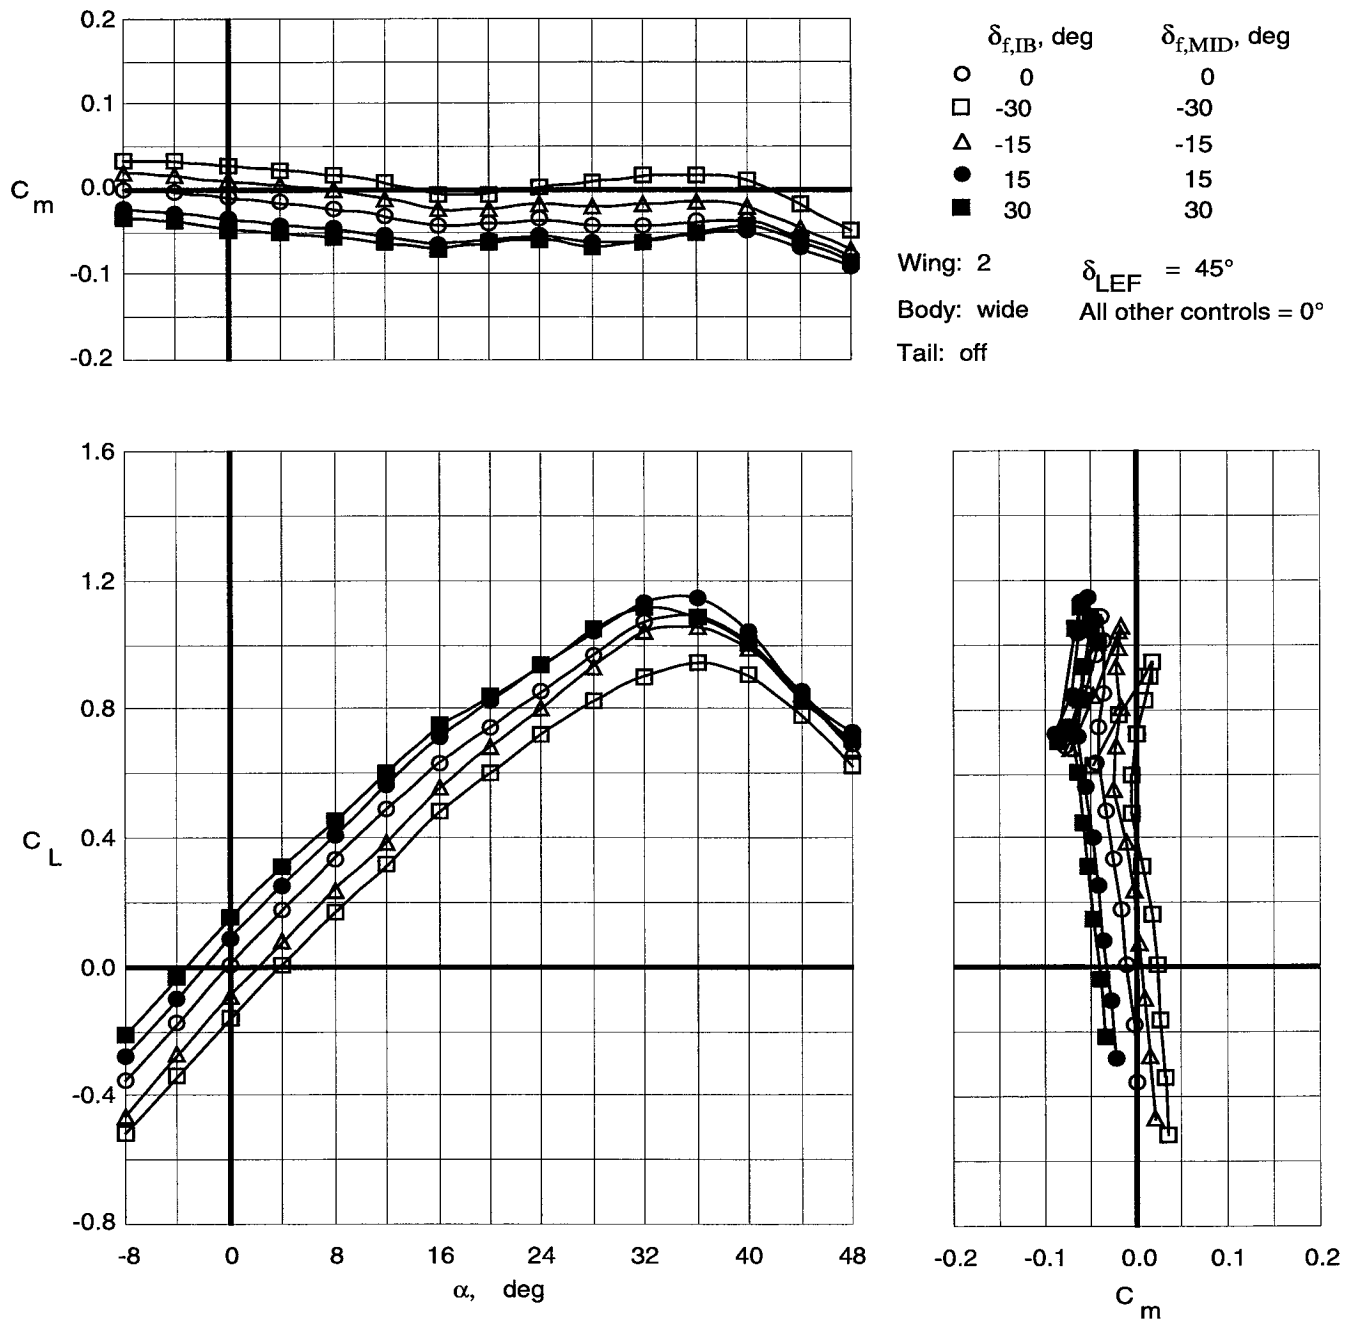 0.2
0.1
0.0
-0.1
-0.2
C m
δf,IB, deg δf,MID, deg
0 0
-30 -30
-15 -15
15 15
30 30
Wing: 2 δLEF = 45°
Body: wide All other controls = 0°
Tail: off
1.6
1.2
0.8
0.4
0.0
-0.4
-0.8
C L
-8 0 8 16 24 32 40 48
α, deg
-0.2 -0.1 0.0 0.1 0.2
C m